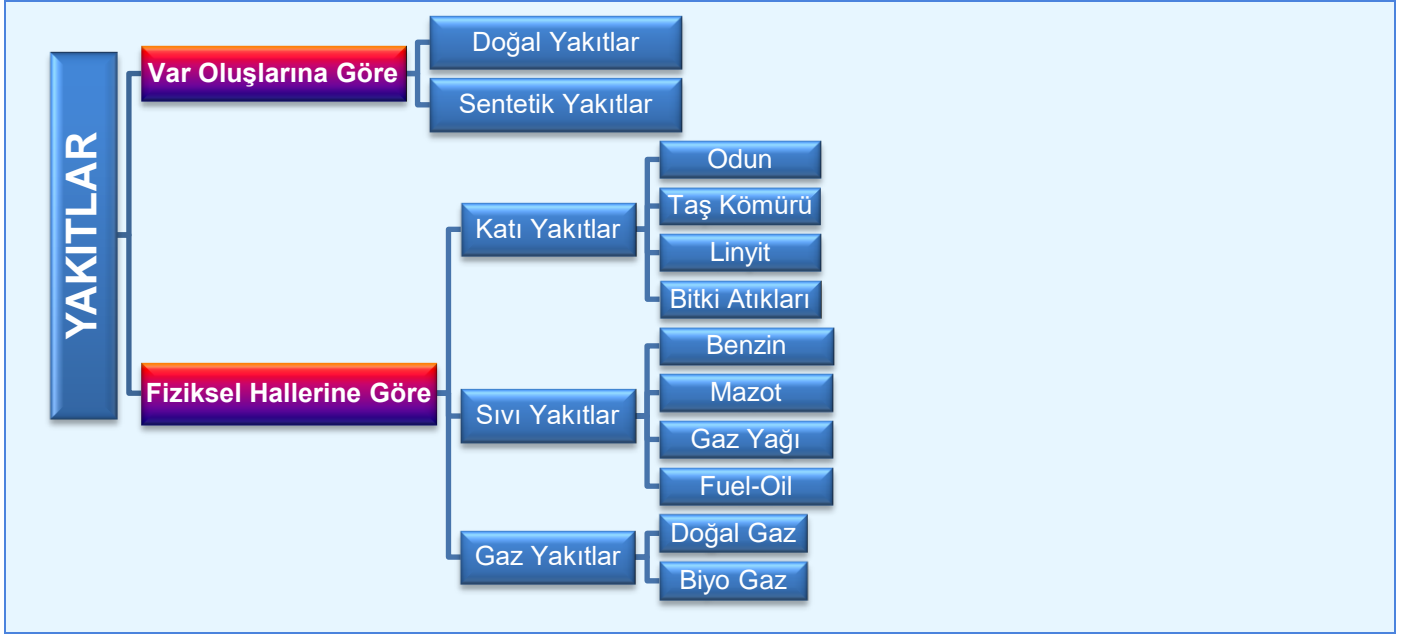 YAKITLAR
Var Oluşlarına Göre
Doğal Yakıtlar
Sentetik Yakıtlar
Fiziksel Hallerine Göre
Katı Yakıtlar
Odun
Taş Kömürü
Linyit
Bitki Atıkları
Sıvı Yakıtlar
Benzin
Mazot
Gaz Yağı
Fuel-Oil
Gaz Yakıtlar
Doğal Gaz
Biyo Gaz